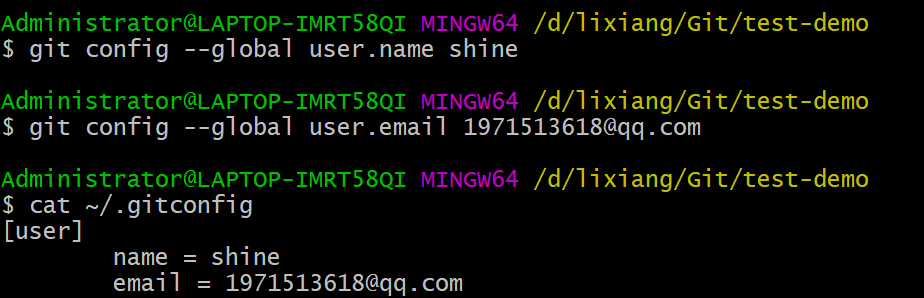 Administrator@LAPTOP-IMRT58QI MINGW64 /d/lixiang/Git/test-demo
$ git config --global user.name shine
Administrator@LAPTOP-IMRT58QI MINGW64 /d/lixiang/Git/test-demo
$ git config --global user.email 1971513618@qq.com
Administrator@LAPTOP-IMRT58QI MINGW64 /d/lixiang/Git/test-demo
$ cat ~/.gitconfig
[user]
        name = shine
        email = 1971513618@qq.com